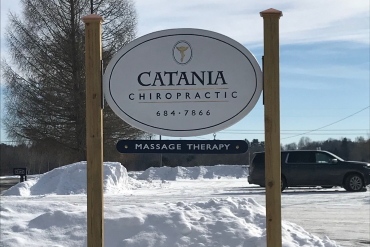 CATANIA
CHIROPRACTIC
684-7866
MASSAGE THERAPY